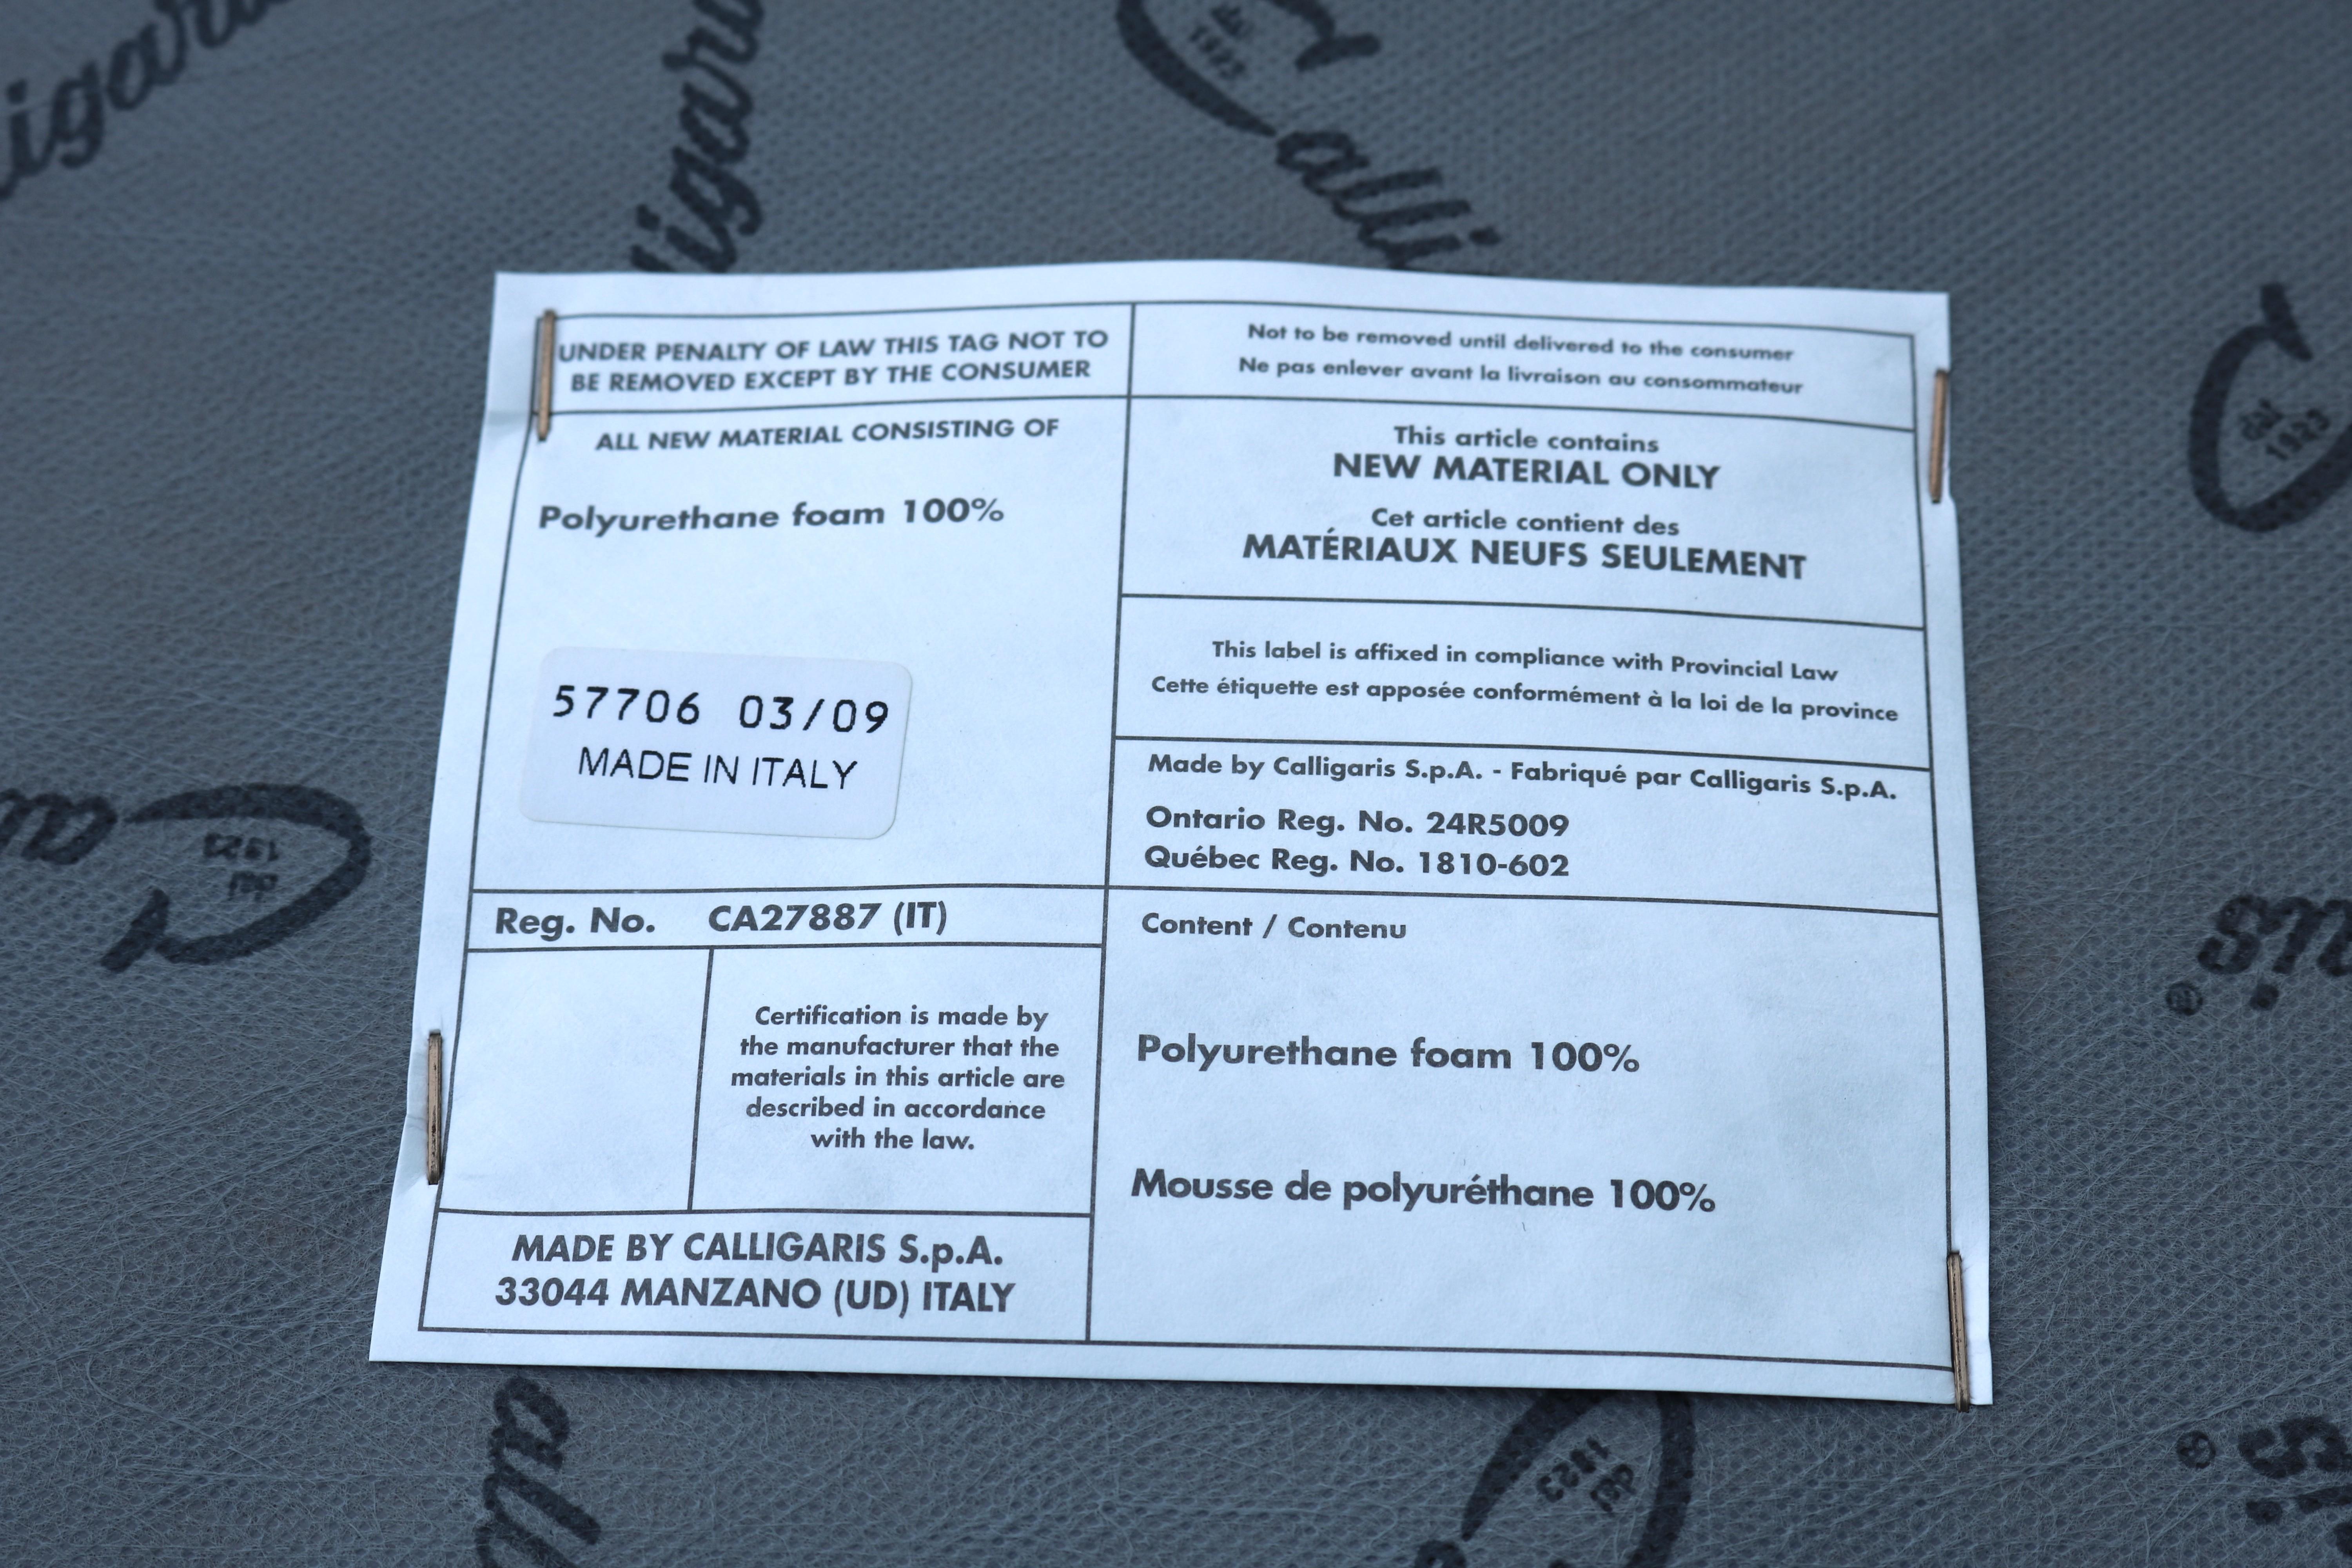 UNDER PENALTY OF LAW THIS TAG NOT TO
BE REMOVED EXCEPT BY THE CONSUMER
ALL NEW MATERIAL CONSISTING OF
Polyurethane foam 100%
57706 03/09
MADE IN ITALY
Reg. No. CA27887 (IT)
Certification is made by
the manufacturer that the
materials in this article are
described in accordance
with the law.
MADE BY CALLIGARIS S.p.A.
33044 MANZANO (UD) ITALY
Not to be removed until delivered to the consumer
Ne pas enlever avant la livraison au consommateur
This article contains
NEW MATERIAL ONLY
Cet article contient des
MATÉRIAUX NEUFS SEULEMENT
This label is affixed in compliance with Provincial Law
Cette étiquette est apposée conformément à la loi de la province
Made by Calligaris S.p.A. - Fabriqué par Calligaris S.p.A.
Ontario Reg. No. 24R5009
Québec Reg. No. 1810-602
Content / Contenu
Polyurethane foam 100%
Mousse de polyuréthane 100%
dal
1923
dal
1923
dal
1923